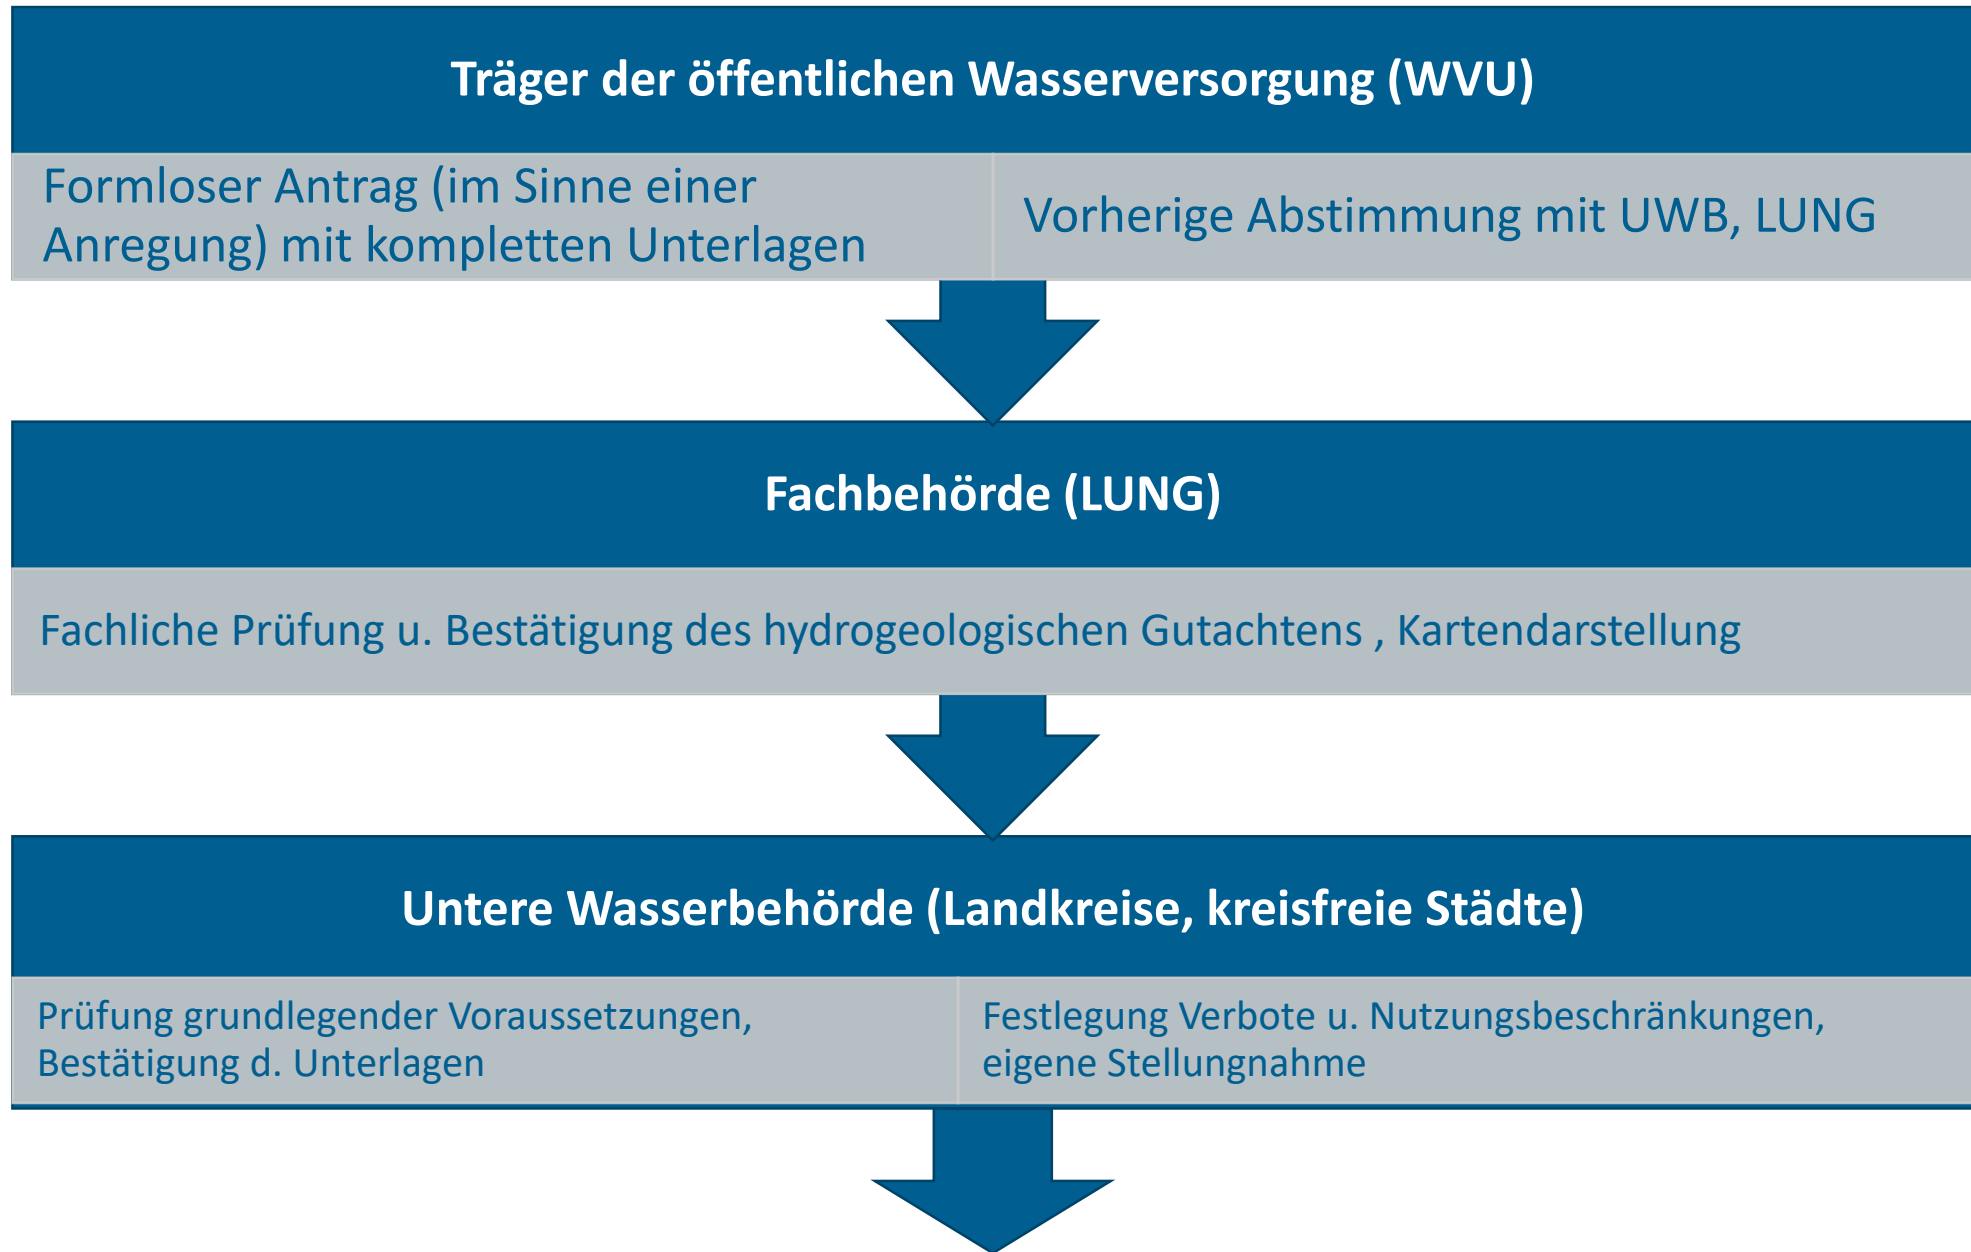 Träger der öffentlichen Wasserversorgung (WVU)
Formloser Antrag (im Sinne einer
Anregung) mit kompletten Unterlagen
Vorherige Abstimmung mit UWB, LUNG
Fachbehörde (LUNG)
Fachliche Prüfung u. Bestätigung des hydrogeologischen Gutachtens , Kartendarstellung
Untere Wasserbehörde (Landkreise, kreisfreie Städte)
Prüfung grundlegender Voraussetzungen,
Bestätigung d. Unterlagen
Festlegung Verbote u. Nutzungsbeschränkungen,
eigene Stellungnahme